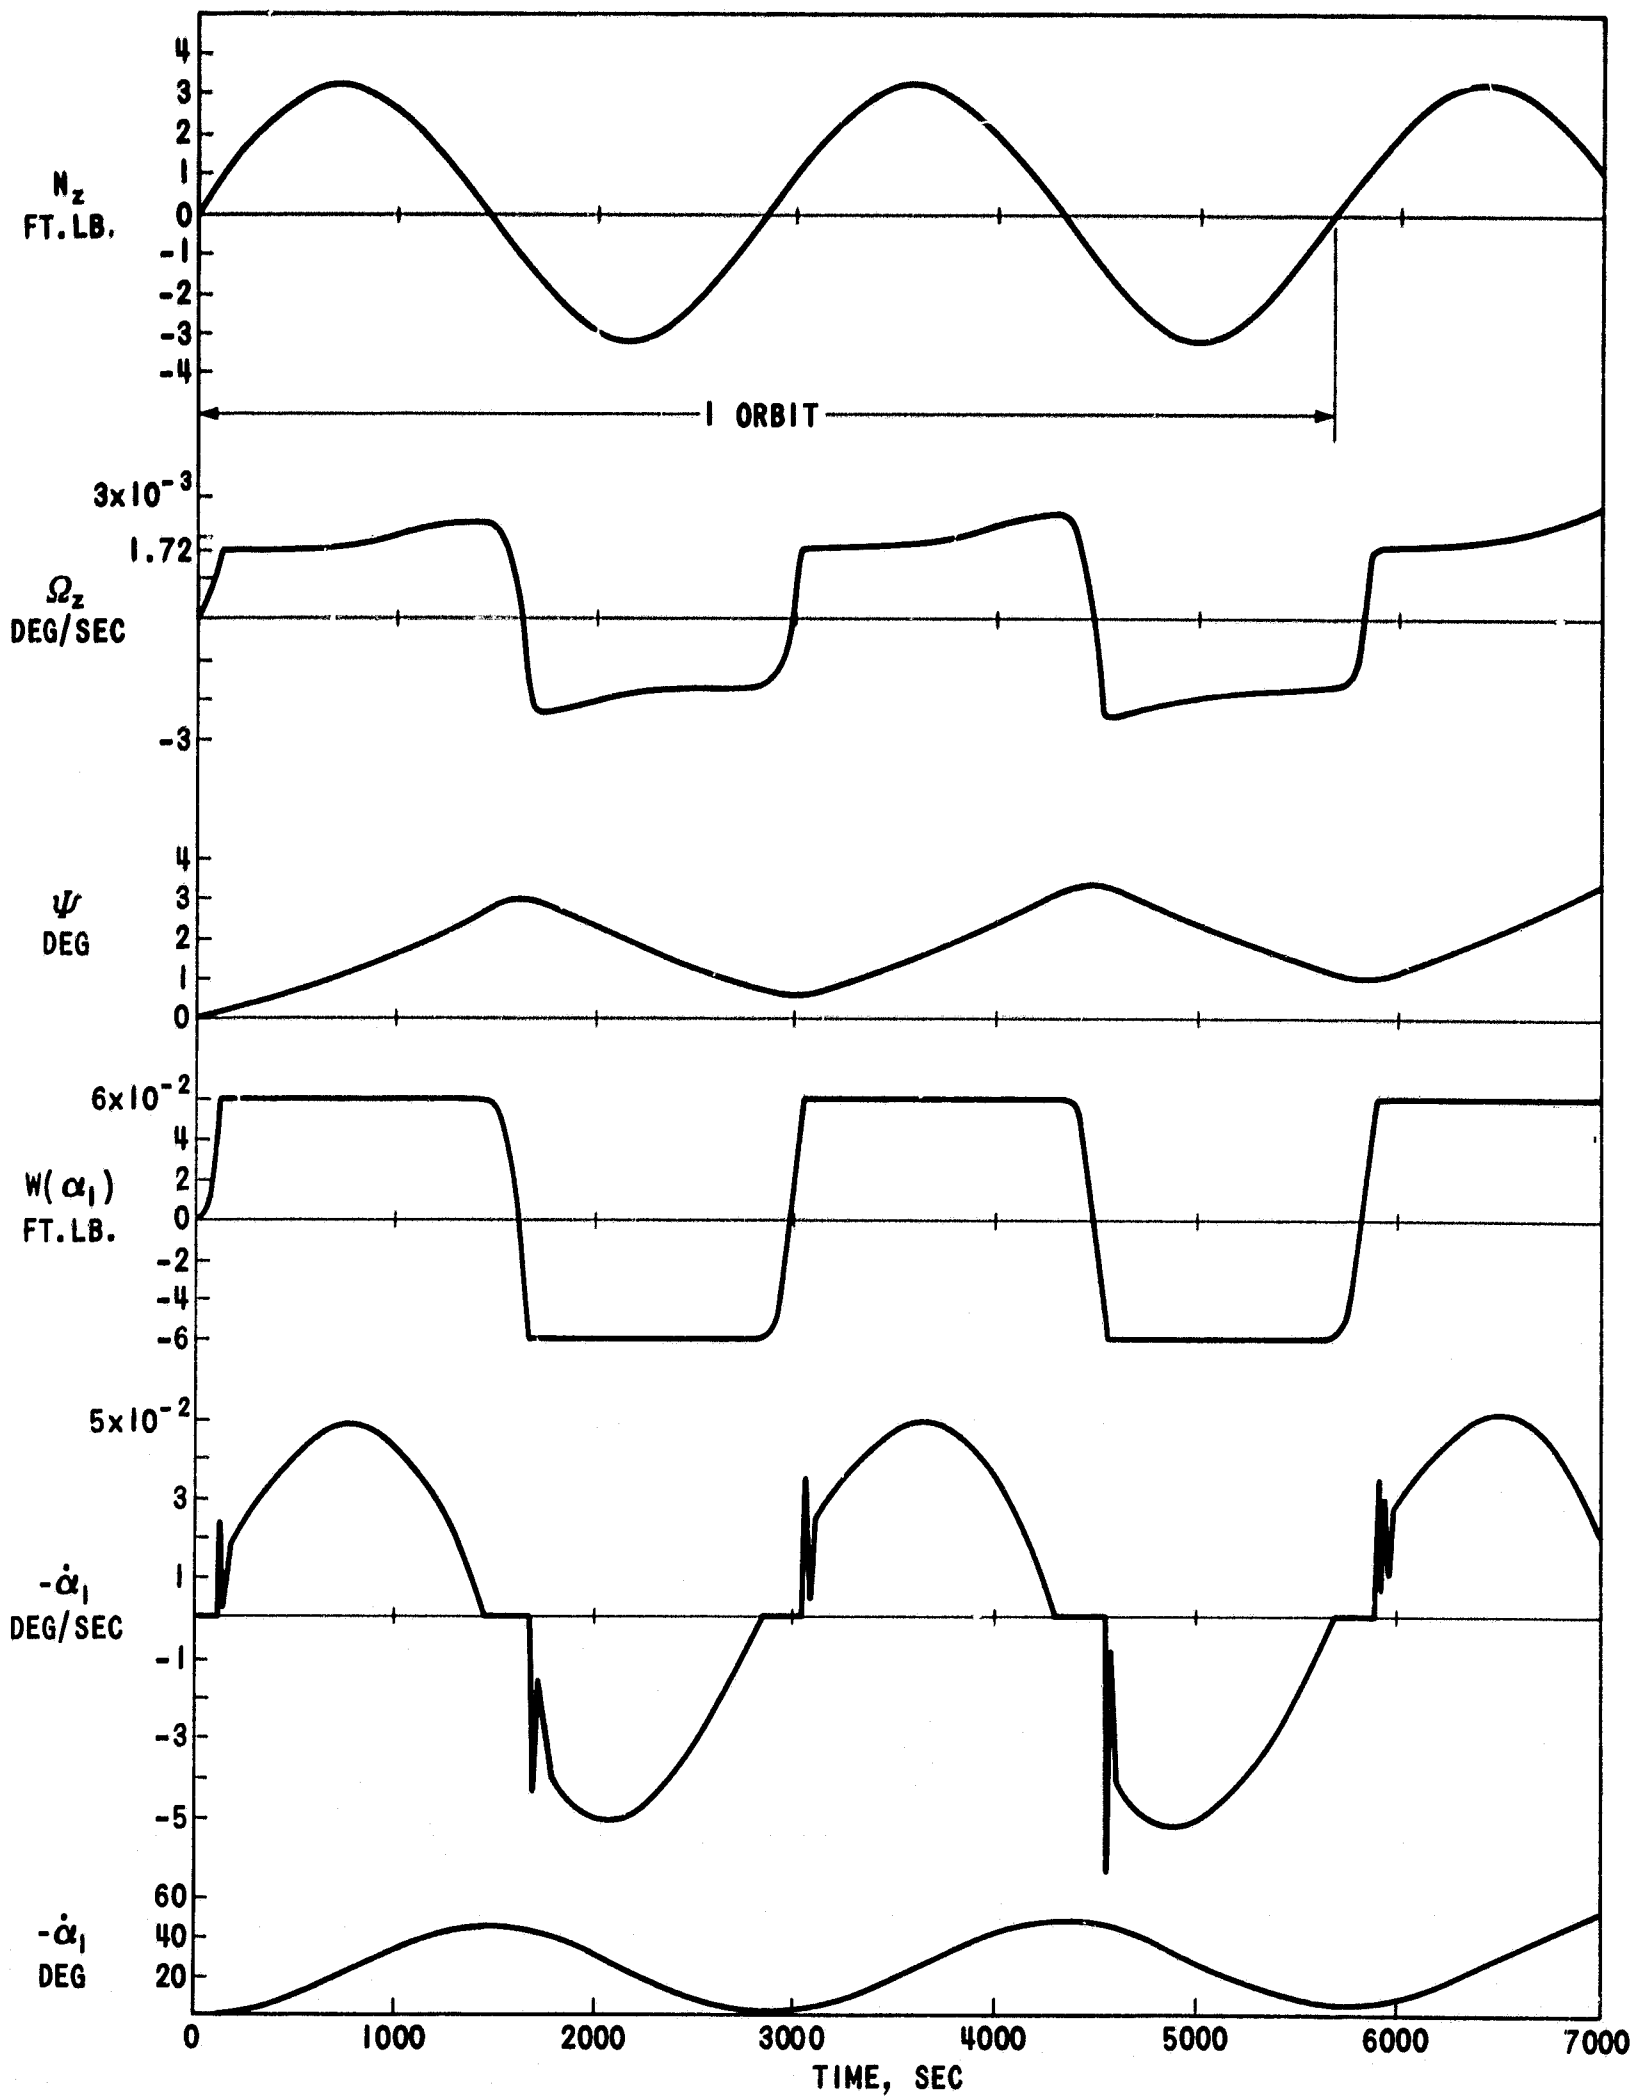 4
3
2
1
0
-1
-2
-3
-4
N_z
FT.LB.
1 ORBIT
3x10^-3
1.72
-3
Ω_z
DEG/SEC
4
3
2
1
0
Ψ
DEG
6x10^-2
4
2
0
-2
-4
-6
W(α_1)
FT.LB.
5x10^-2
3
1
-1
-3
-5
-α̇_1
DEG/SEC
60
40
20
-α̇_1
DEG
0 1000 2000 3000 4000 5000 6000 7000
TIME, SEC